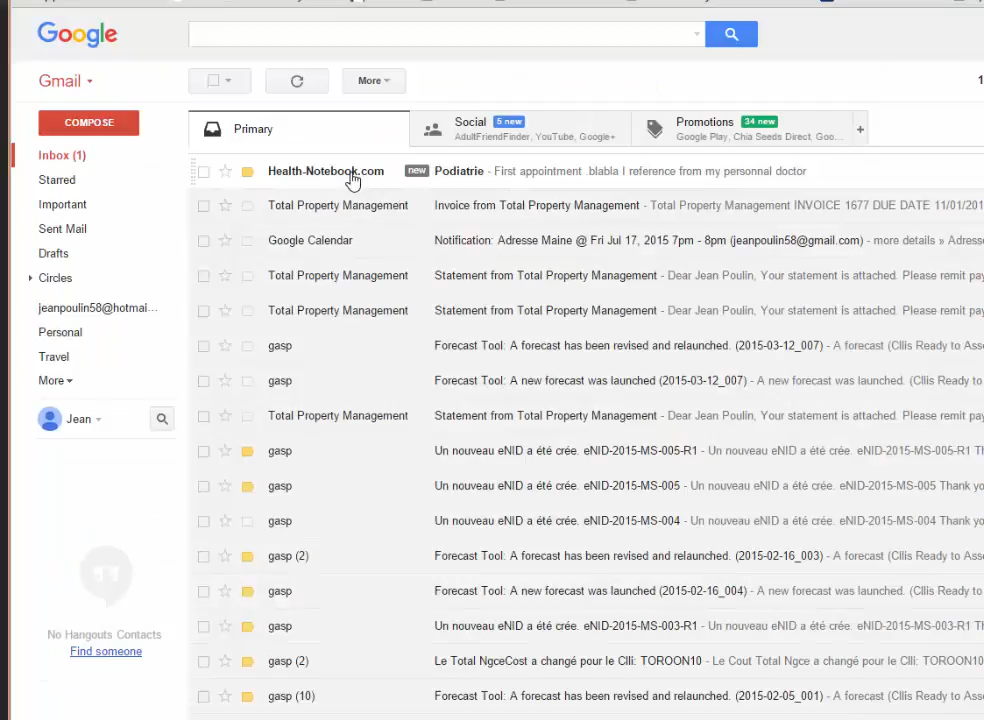 Google
Gmail
More
1
COMPOSE
Primary
Social 5 new
AdultFriendFinder, YouTube, Google+
Promotions 34 new
Google Play, Chia Seeds Direct, Goo...
+
Inbox (1)
Starred
Important
Sent Mail
Drafts
Circles
jeanpoulin58@hotmai...
Personal
Travel
More
Jean
No Hangouts Contacts
Find someone
Health-Notebook.com new Podiatrie - First appointment .blabla I reference from my personnal doctor
Total Property Management Invoice from Total Property Management - Total Property Management INVOICE 1677 DUE DATE 11/01/201
Google Calendar Notification: Adresse Maine @ Fri Jul 17, 2015 7pm - 8pm (jeanpoulin58@gmail.com) - more details » Adress
Total Property Management Statement from Total Property Management - Dear Jean Poulin, Your statement is attached. Please remit pay
Total Property Management Statement from Total Property Management - Dear Jean Poulin, Your statement is attached. Please remit pay
gasp Forecast Tool: A forecast has been revised and relaunched. (2015-03-12_007) - A forecast (Cllis Ready to Ass
gasp Forecast Tool: A new forecast was launched (2015-03-12_007) - A new forecast was launched. (Cllis Ready to
Total Property Management Statement from Total Property Management - Dear Jean Poulin, Your statement is attached. Please remit pay
gasp Un nouveau eNID a été crée. eNID-2015-MS-005-R1 - Un nouveau eNID a été crée. eNID-2015-MS-005-R1 Th
gasp Un nouveau eNID a été crée. eNID-2015-MS-005 - Un nouveau eNID a été crée. eNID-2015-MS-005 Thank yo
gasp Un nouveau eNID a été crée. eNID-2015-MS-004 - Un nouveau eNID a été crée. eNID-2015-MS-004 Thank yo
gasp (2) Forecast Tool: A forecast has been revised and relaunched. (2015-02-16_003) - A forecast (Cllis Ready to Ass
gasp Forecast Tool: A new forecast was launched (2015-02-16_004) - A new forecast was launched. (Cllis Ready to
gasp Un nouveau eNID a été crée. eNID-2015-MS-003-R1 - Un nouveau eNID a été crée. eNID-2015-MS-003-R1 Th
gasp (2) Le Total NgceCost a changé pour le Clli: TOROON10 - Le Cout Total Ngce a changé pour le Clli: TOROON10
gasp (10) Forecast Tool: A forecast has been revised and relaunched. (2015-02-05_001) - A forecast (Cllis Ready to Ass